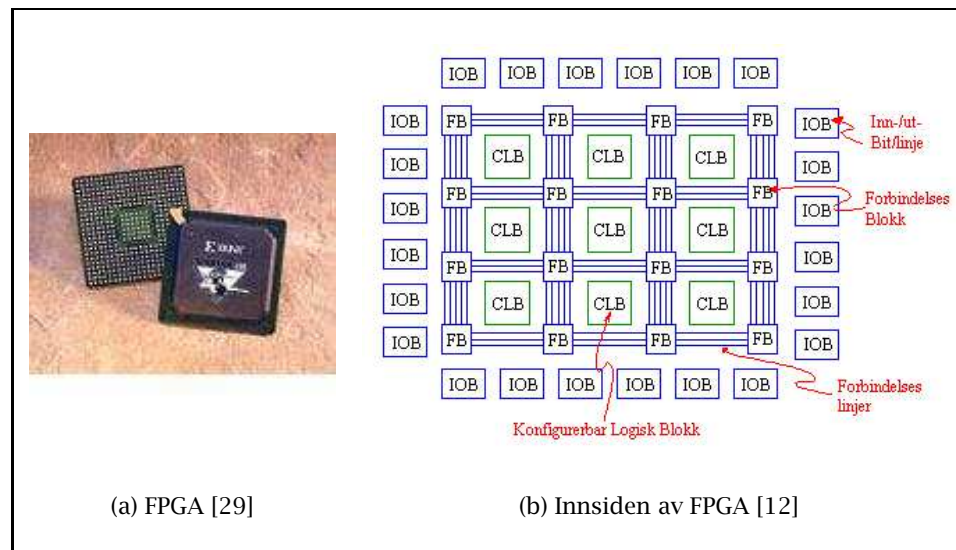 IOB IOB IOB IOB IOB IOB
IOB FB FB FB FB IOB
Inn-/ut-
Bit/linje
CLB CLB CLB
IOB IOB
IOB FB FB FB FB IOB
Forbindelses
Blokk
CLB CLB CLB
IOB IOB
IOB FB FB FB FB IOB
CLB CLB CLB
IOB FB FB FB FB IOB
IOB IOB IOB IOB IOB IOB
Forbindelses
linjer
Konfigurerbar Logisk Blokk
(a) FPGA [29]
(b) Innsiden av FPGA [12]